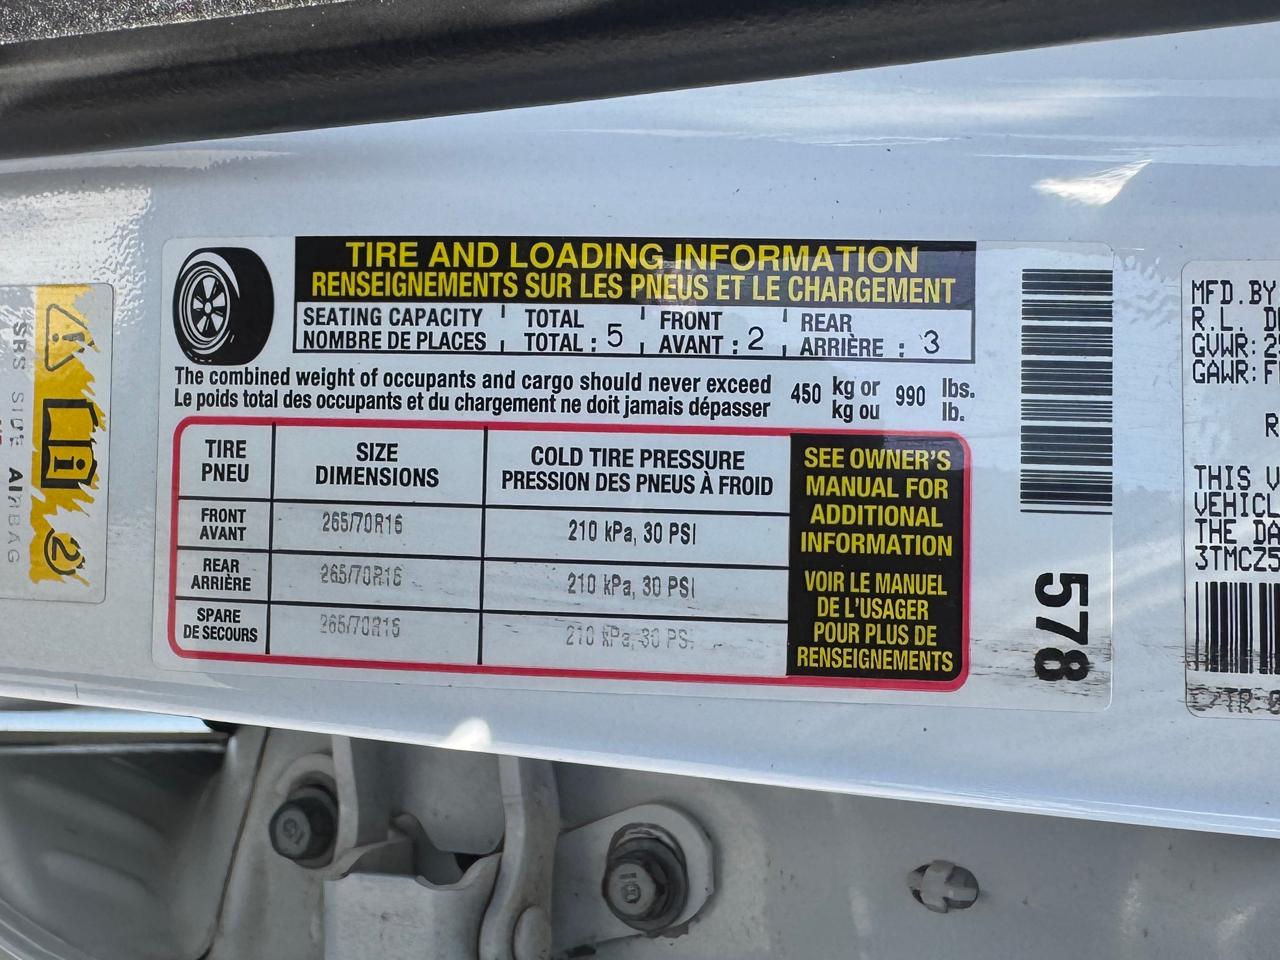 TIRE AND LOADING INFORMATION
RENSEIGNEMENTS SUR LES PNEUS ET LE CHARGEMENT
SEATING CAPACITY TOTAL FRONT REAR
NOMBRE DE PLACES TOTAL : 5 AVANT : 2 ARRIÈRE : 3
The combined weight of occupants and cargo should never exceed 450 kg or 990 lbs.
Le poids total des occupants et du chargement ne doit jamais dépasser kg ou lb.
TIRE SIZE COLD TIRE PRESSURE
PNEU DIMENSIONS PRESSION DES PNEUS À FROID
FRONT
AVANT 265/70R16 210 kPa, 30 PSI
REAR
ARRIÈRE 265/70R16 210 kPa, 30 PSI
SPARE
DE SECOURS 265/70R16 210 kPa, 30 PSI
SEE OWNER'S
MANUAL FOR
ADDITIONAL
INFORMATION
VOIR LE MANUEL
DE L'USAGER
POUR PLUS DE
RENSEIGNEMENTS
578
SRS SIDE AIRBAG
2
MFD.BY
R.L.
GVWR:
GAWR:
THIS
THE
3TMCZ5
C/TR: